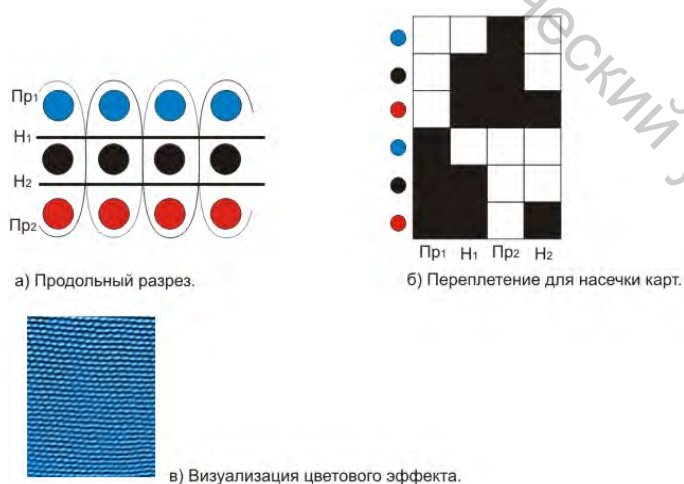 Пр1
Н1
Н2
Пр2
а) Продольный разрез.
Пр1 Н1 Пр2 Н2
б) Переплетение для насечки карт.
в) Визуализация цветового эффекта.